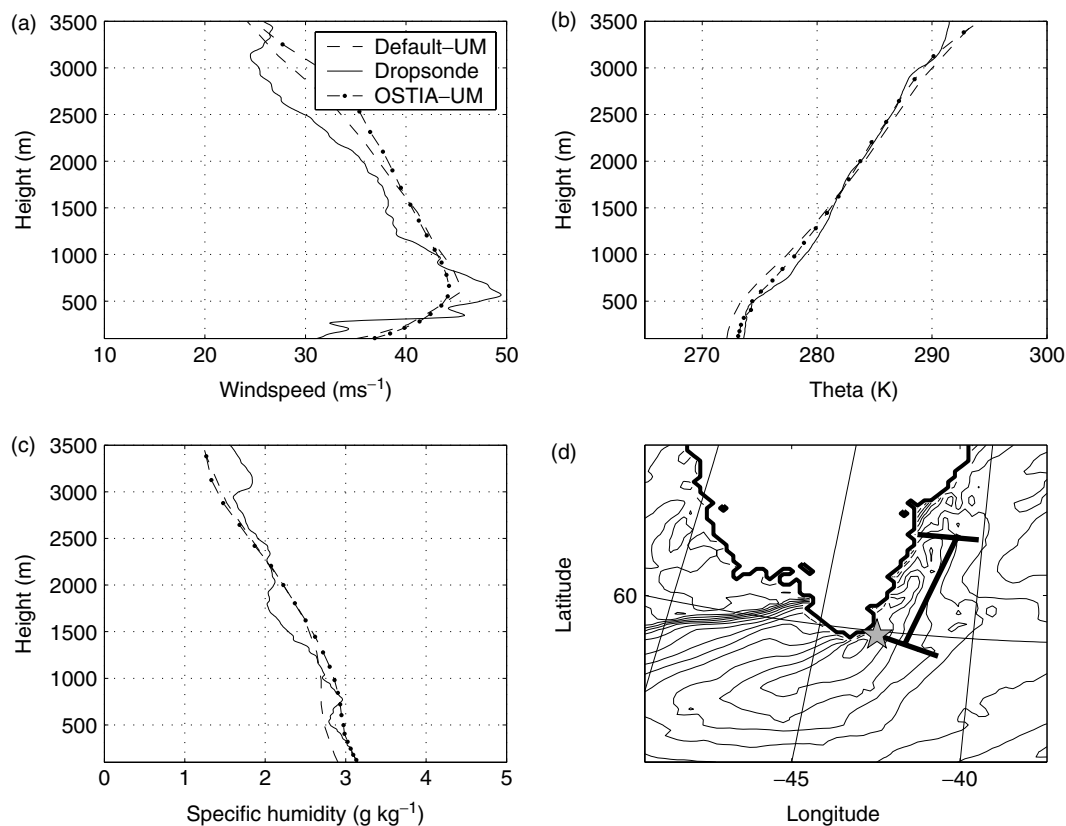 (a)
3500
3000
2500
2000
1500
1000
500
Height (m)
10
20
30
40
50
Windspeed (ms−1)
Default–UM
Dropsonde
OSTIA–UM
(b)
3500
3000
2500
2000
1500
1000
500
Height (m)
270
280
290
300
Theta (K)
(c)
3500
3000
2500
2000
1500
1000
500
Height (m)
0
1
2
3
4
5
Specific humidity (g kg−1)
(d)
Latitude
60
−45
−40
Longitude